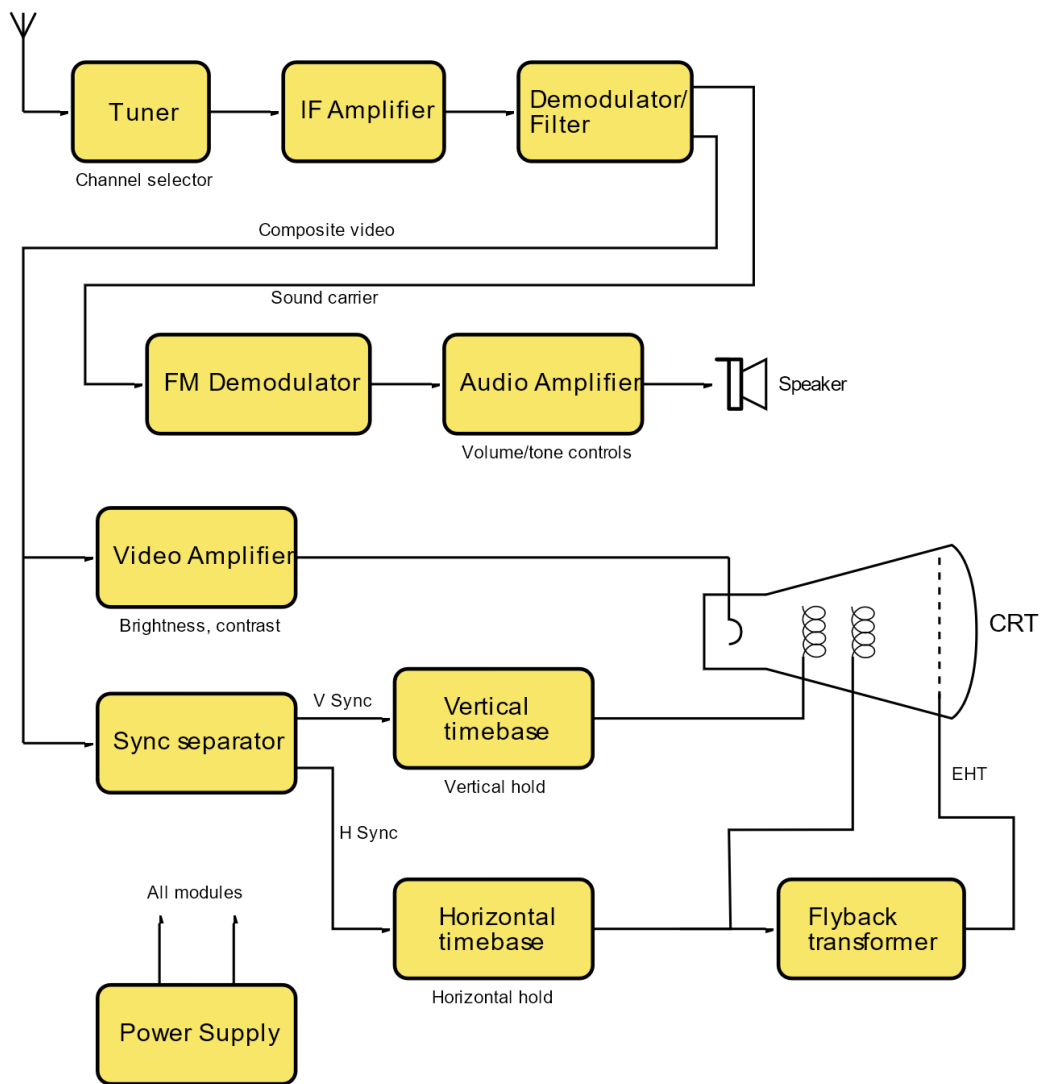 Tuner
Channel selector
IF Amplifier
Demodulator/
Filter
Composite video
Sound carrier
FM Demodulator
Audio Amplifier
Volume/tone controls
Speaker
Video Amplifier
Brightness, contrast
CRT
Sync separator
V Sync
Vertical
timebase
Vertical hold
EHT
H Sync
Horizontal
timebase
Horizontal hold
Flyback
transformer
All modules
Power Supply